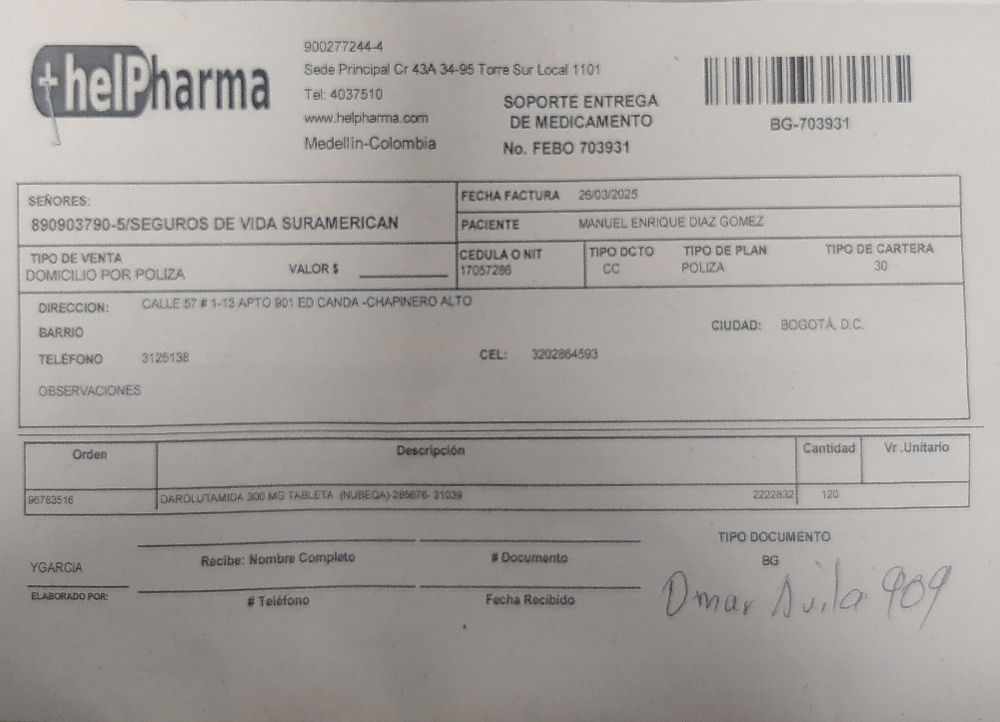 helPharma
900277244-4
Sede Principal Cr 43A 34-95 Torre Sur Local 1101
Tel: 4037510
www.helpharma.com
Medellin-Colombia
SOPORTE ENTREGA
DE MEDICAMENTO
No. FEBO 703931
BG-703931
SEÑORES:
890903790-5/SEGUROS DE VIDA SURAMERICAN
FECHA FACTURA 26/03/2025
PACIENTE MANUEL ENRIQUE DIAZ GOMEZ
TIPO DE VENTA
DOMICILIO POR POLIZA
VALOR $
CEDULA O NIT
17057286
TIPO DCTO
CC
TIPO DE PLAN
POLIZA
TIPO DE CARTERA
30
DIRECCION: CALLE 57 # 1-13 APTO 901 ED CANDA -CHAPINERO ALTO
BARRIO
CIUDAD: BOGOTÁ, D.C.
TELÉFONO 3125138
CEL: 3202864593
OBSERVACIONES
Orden Descripción Cantidad Vr .Unitario
96783516 DAROLUTAMIDA 300 MG TABLETA (NUBEQA)-285676- 31039 2222832 120
Recibe: Nombre Completo
# Documento
TIPO DOCUMENTO
BG
YGARCIA
ELABORADO POR:
# Teléfono
Fecha Recibido
Omar Avila 909